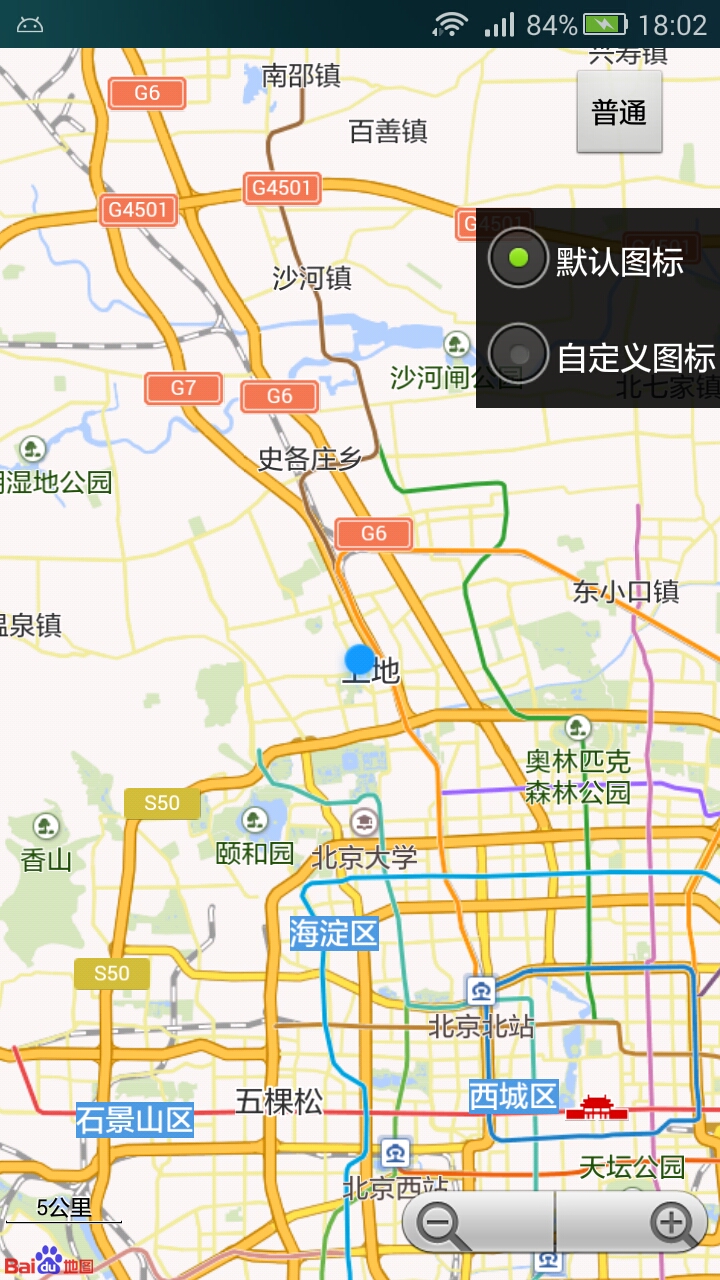 84% 18:02
兴寿镇
南邵镇
G6
普通
百善镇
G4501
G4501
G4501
G4501
默认图标
沙河镇
自定义图标
沙河闸公园
北七家镇
G7
G6
史各庄乡
湿地公园
G6
东小口镇
温泉镇
上地
奥林匹克
森林公园
S50
香山
颐和园
北京大学
海淀区
S50
北京北站
五棵松
西城区
石景山区
天坛公园
北京西站
5公里
Bai du 地图